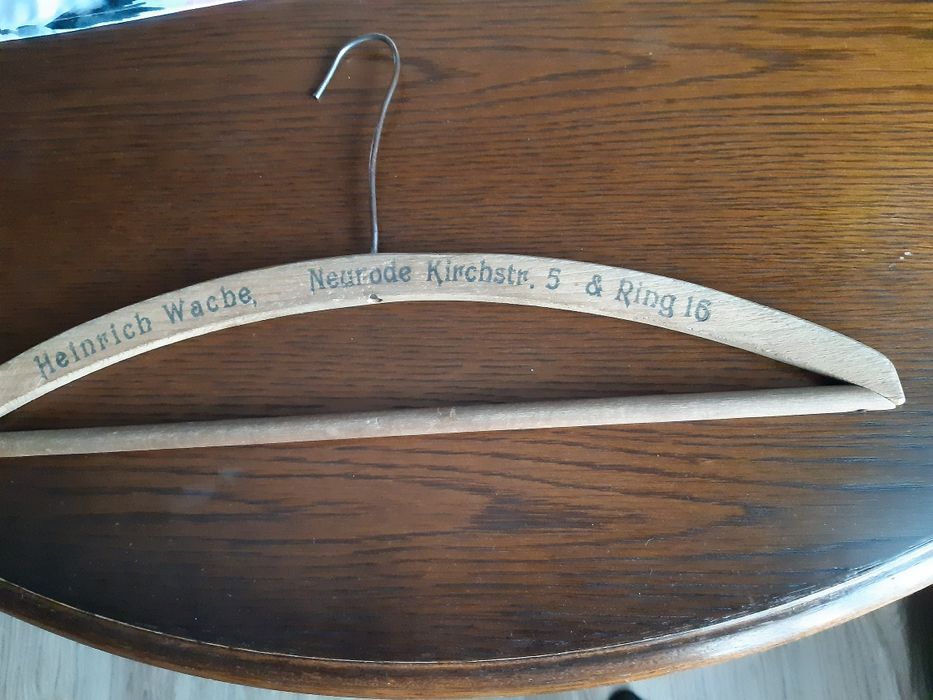 Heinrich Wache, Neurode Kirchstr. 5 & Ring 16